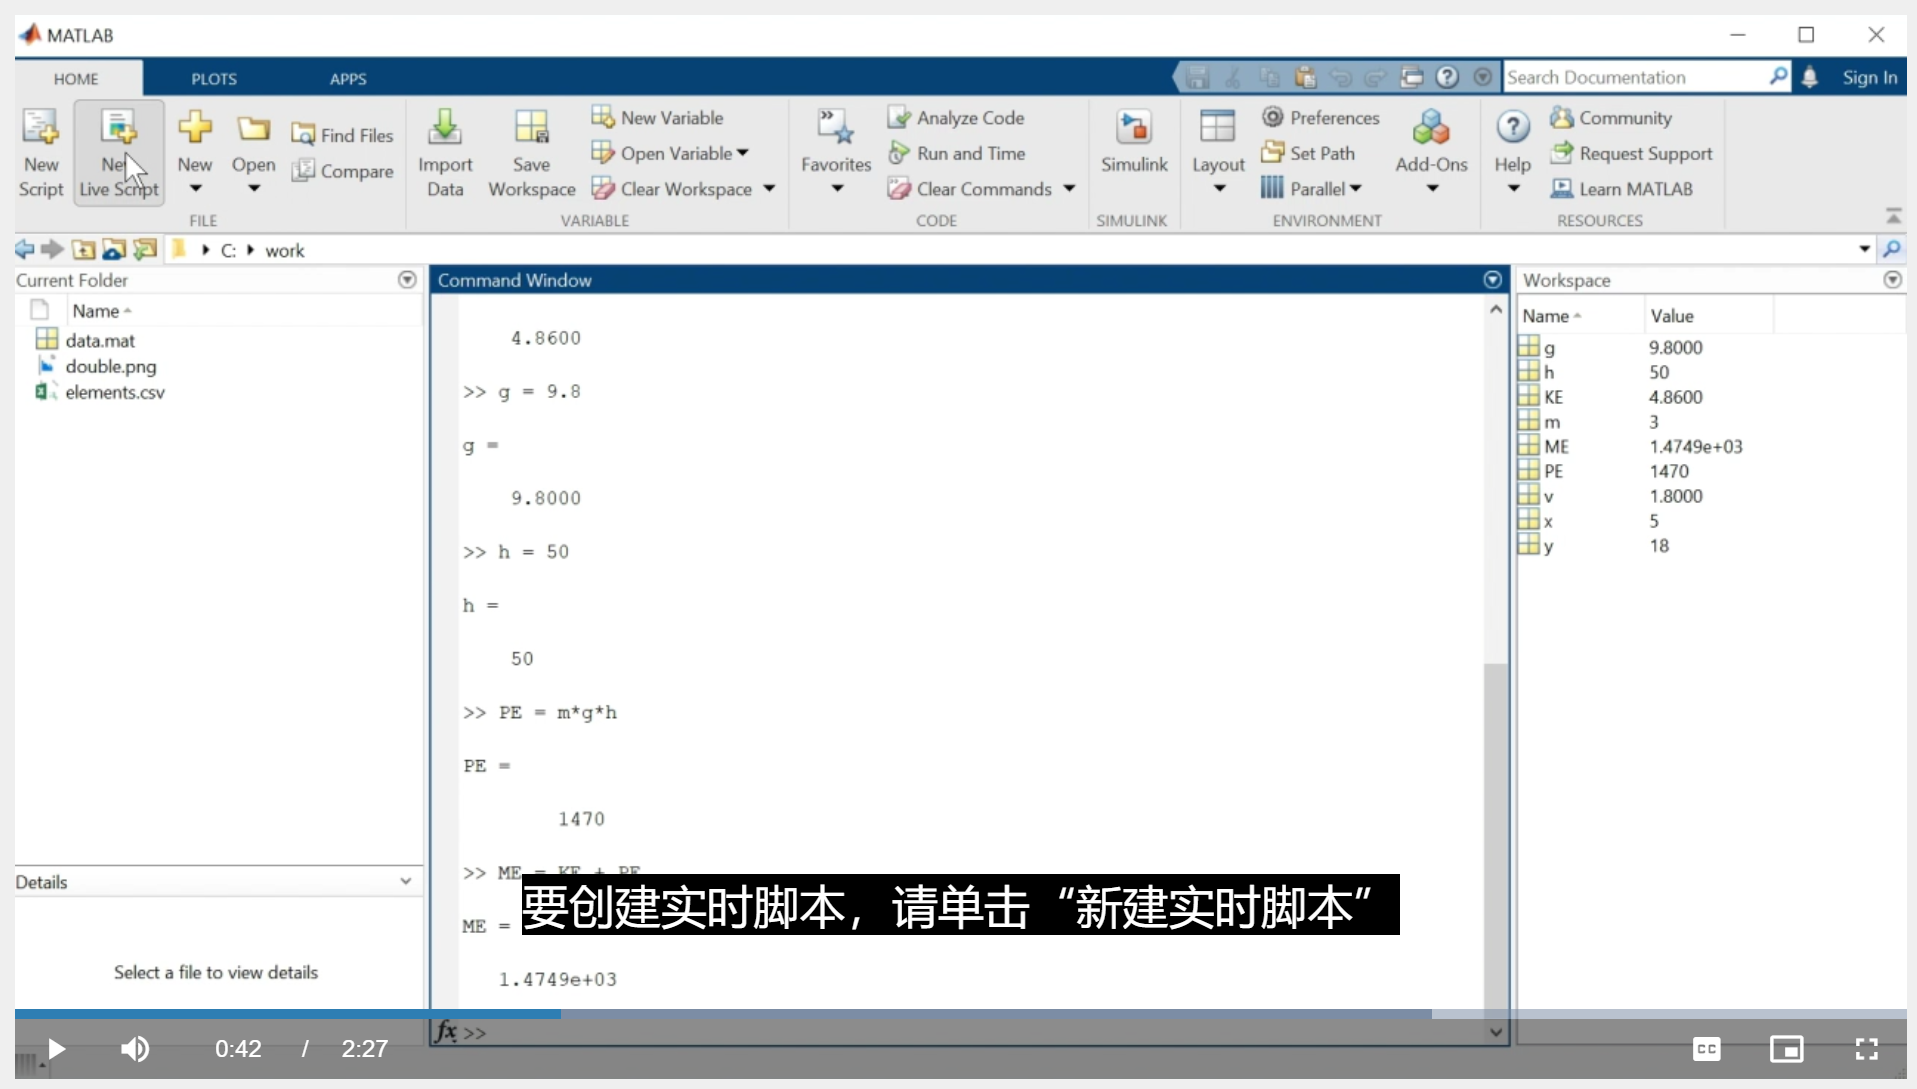 MATLAB
HOME PLOTS APPS
Search Documentation
Sign In
New Script
New Live Script
New
Open
Find Files
Compare
FILE
Import Data
Save Workspace
New Variable
Open Variable
Clear Workspace
VARIABLE
Favorites
Analyze Code
Run and Time
Clear Commands
CODE
Simulink
SIMULINK
Layout
Preferences
Set Path
Parallel
Add-Ons
ENVIRONMENT
Help
Community
Request Support
Learn MATLAB
RESOURCES
C: work
Current Folder
Name
data.mat
double.png
elements.csv
Details
Select a file to view details
Command Window
4.8600
>> g = 9.8
g =
9.8000
>> h = 50
h =
50
>> PE = m*g*h
PE =
1470
>> ME = KE + PE
ME =
1.4749e+03
fx >>
要创建实时脚本，请单击“新建实时脚本”
Workspace
Name Value
g 9.8000
h 50
KE 4.8600
m 3
ME 1.4749e+03
PE 1470
v 1.8000
x 5
y 18
0:42 / 2:27
CC